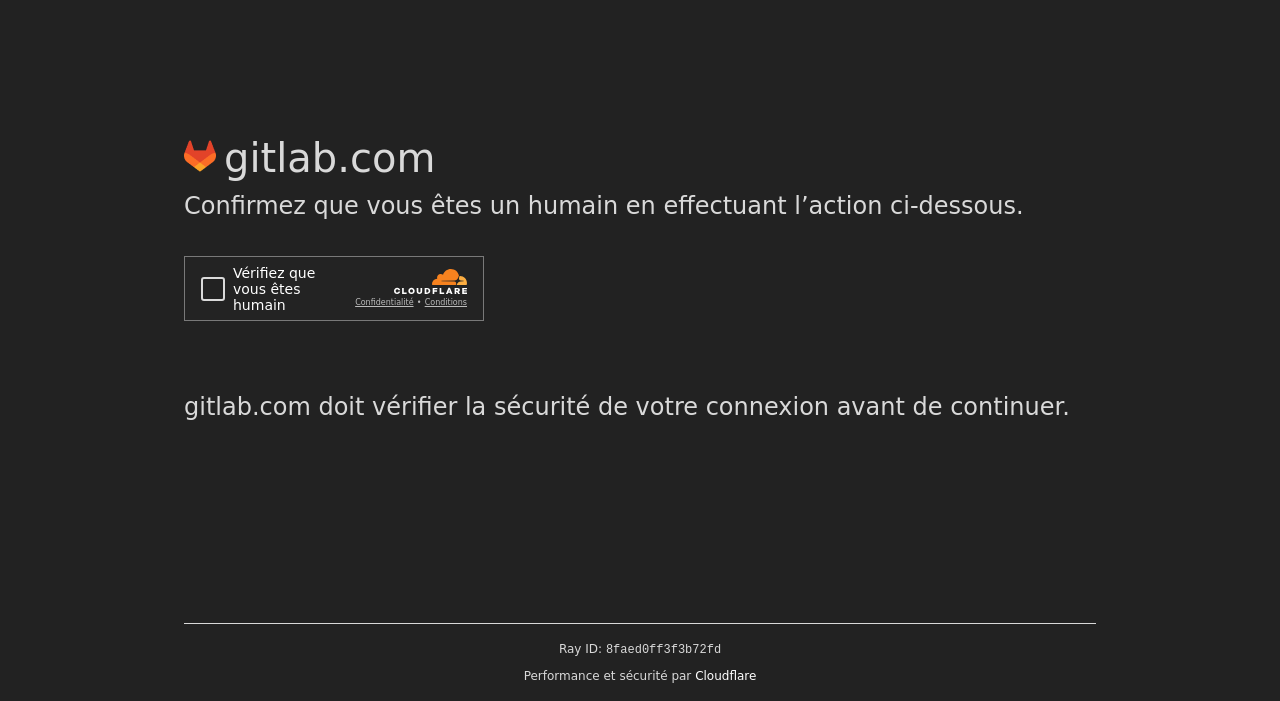 gitlab.com
Confirmez que vous êtes un humain en effectuant l’action ci-dessous.
Vérifiez que
vous êtes
humain
CLOUDFLARE
Confidentialité • Conditions
gitlab.com doit vérifier la sécurité de votre connexion avant de continuer.
Ray ID: 8faed0ff3f3b72fd
Performance et sécurité par Cloudflare